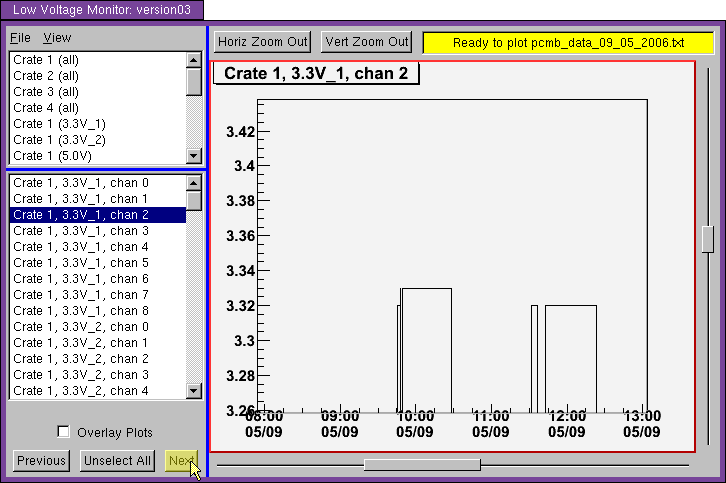 Low Voltage Monitor: version03
File View
Horiz Zoom Out
Vert Zoom Out
Ready to plot pcmb_data_09_05_2006.txt
Crate 1 (all)
Crate 2 (all)
Crate 3 (all)
Crate 4 (all)
Crate 1 (3.3V_1)
Crate 1 (3.3V_2)
Crate 1 (5.0V)
Crate 1, 3.3V_1, chan 0
Crate 1, 3.3V_1, chan 1
Crate 1, 3.3V_1, chan 2
Crate 1, 3.3V_1, chan 3
Crate 1, 3.3V_1, chan 4
Crate 1, 3.3V_1, chan 5
Crate 1, 3.3V_1, chan 6
Crate 1, 3.3V_1, chan 7
Crate 1, 3.3V_1, chan 8
Crate 1, 3.3V_2, chan 0
Crate 1, 3.3V_2, chan 1
Crate 1, 3.3V_2, chan 2
Crate 1, 3.3V_2, chan 3
Crate 1, 3.3V_2, chan 4
Overlay Plots
Previous
Unselect All
Next
Crate 1, 3.3V_1, chan 2
3.42
3.4
3.38
3.36
3.34
3.32
3.3
3.28
3.26
08:00 09:00 10:00 11:00 12:00 13:00
05/09 05/09 05/09 05/09 05/09 05/09